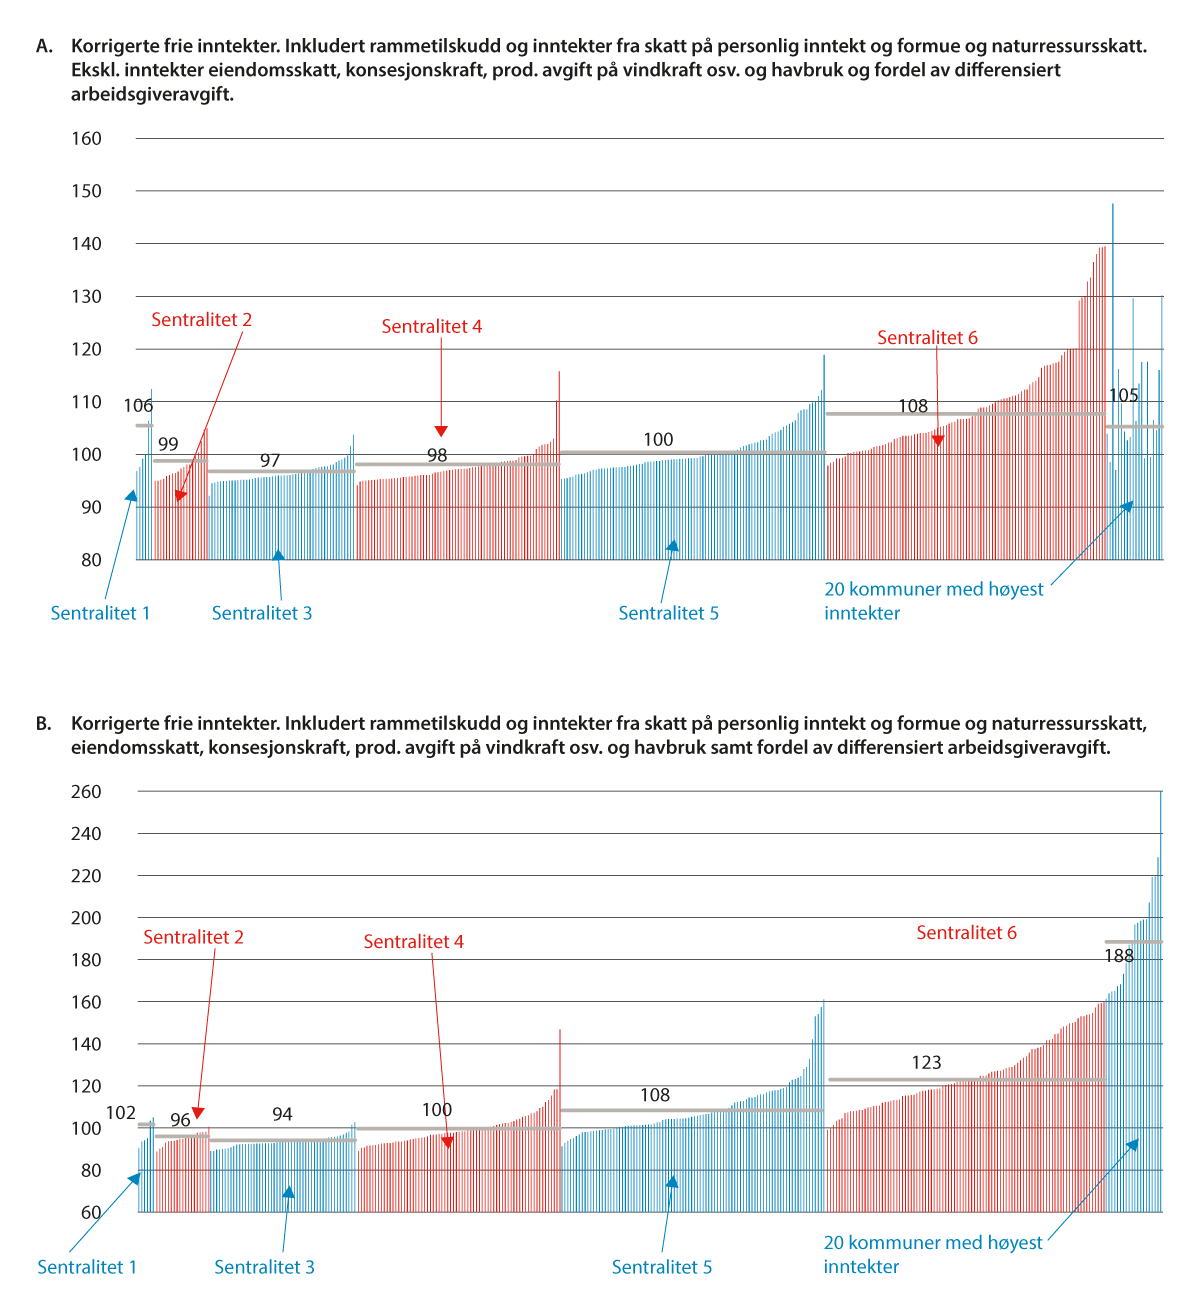 A. Korrigerte frie inntekter. Inkludert rammetilskudd og inntekter fra skatt på personlig inntekt og formue og naturressursskatt.
Ekskl. inntekter eiendomsskatt, konsesjonskraft, prod. avgift på vindkraft osv. og havbruk og fordel av differensiert
arbeidsgiveravgift.
160
150
140
130
120
110
100
90
80
Sentralitet 2
Sentralitet 4
Sentralitet 6
106
99
97
98
100
108
105
Sentralitet 1
Sentralitet 3
Sentralitet 5
20 kommuner med høyest
inntekter
B. Korrigerte frie inntekter. Inkludert rammetilskudd og inntekter fra skatt på personlig inntekt og formue og naturressursskatt,
eiendomsskatt, konsesjonskraft, prod. avgift på vindkraft osv. og havbruk samt fordel av differensiert arbeidsgiveravgift.
260
240
220
200
180
160
140
120
100
80
60
Sentralitet 2
Sentralitet 4
Sentralitet 6
102
96
94
100
108
123
188
Sentralitet 1
Sentralitet 3
Sentralitet 5
20 kommuner med høyest
inntekter